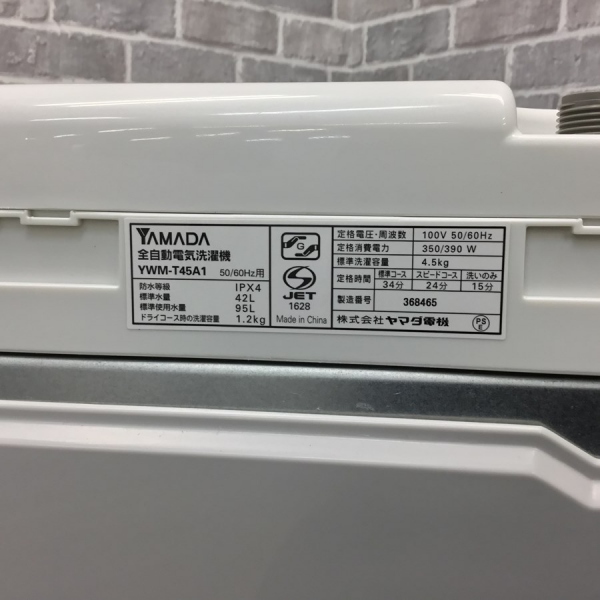 YAMADA
全自動電気洗濯機
YWM-T45A1 50/60Hz用
防水等級 IPX4
標準水量 42L
標準使用水量 95L
ドライコース時の洗濯容量 1.2kg
G
JET
1628
Made in China
定格電圧・周波数 100V 50/60Hz
定格消費電力 350/390 W
標準洗濯容量 4.5kg
定格時間 標準コース スピードコース 洗いのみ
34分 24分 15分
製造番号 368465
株式会社ヤマダ電機
PS
E